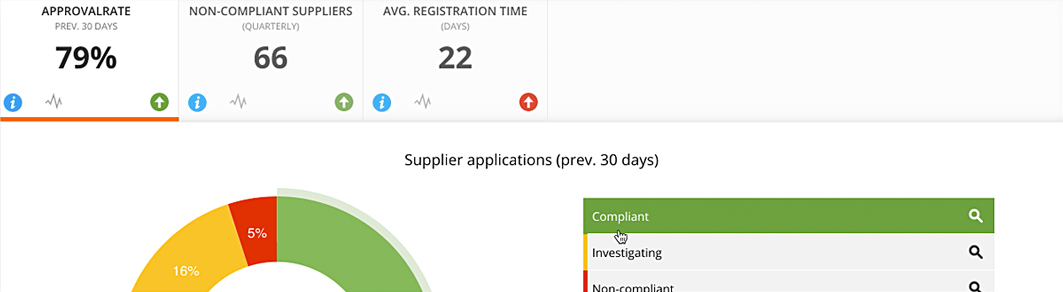 APPROVALRATE
PREV. 30 DAYS
79%
NON-COMPLIANT SUPPLIERS
(QUARTERLY)
66
AVG. REGISTRATION TIME
(DAYS)
22
Supplier applications (prev. 30 days)
5%
16%
Compliant
Investigating
Non-compliant